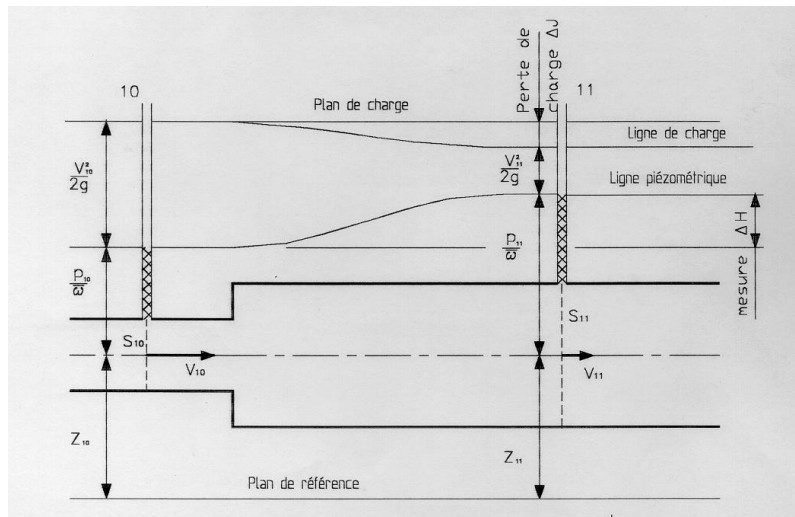 10
11
Perte de
charge ΔJ
Plan de charge
Ligne de charge
V²₁₀
2g
V²₁₁
2g
Ligne piézométrique
ΔH
mesure
P₁₀
ω̄
P₁₁
ω̄
S₁₀
S₁₁
V₁₀
V₁₁
Z₁₀
Z₁₁
Plan de référence